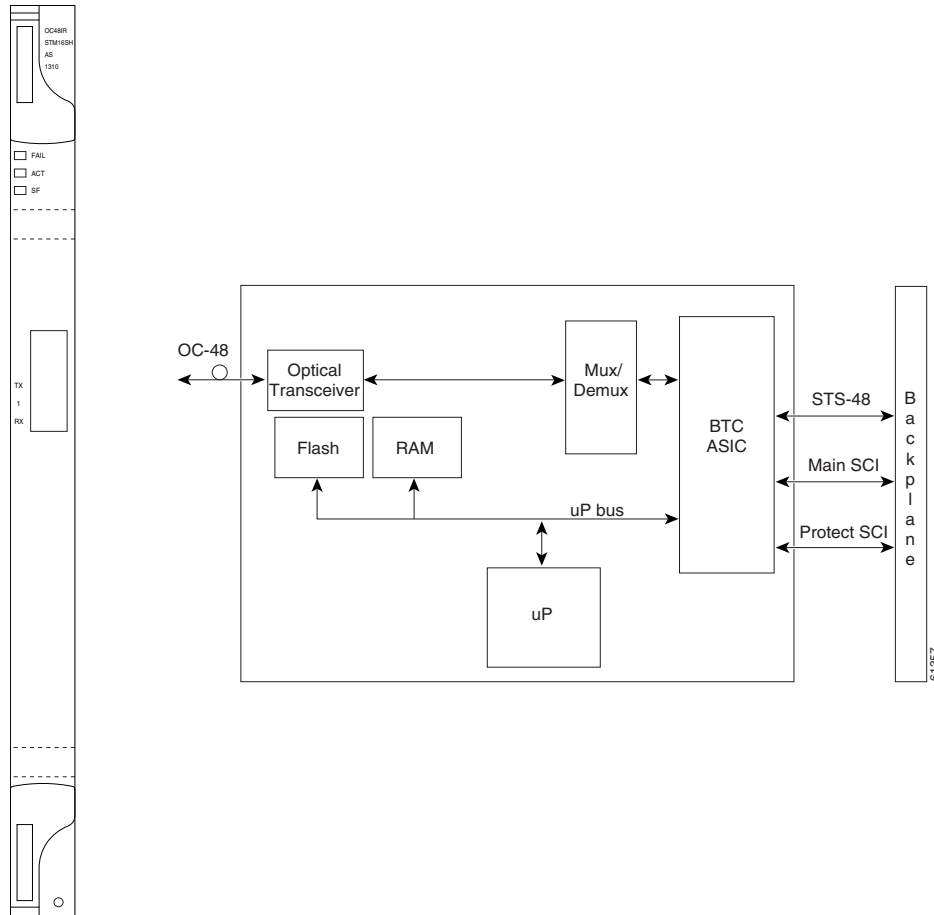 OC48IR
STM16SH
AS
1310
FAIL
ACT
SF
TX
1
RX
OC-48
Optical
Transceiver
Flash
RAM
Mux/
Demux
BTC
ASIC
uP bus
uP
STS-48
Main SCI
Protect SCI
Backplane